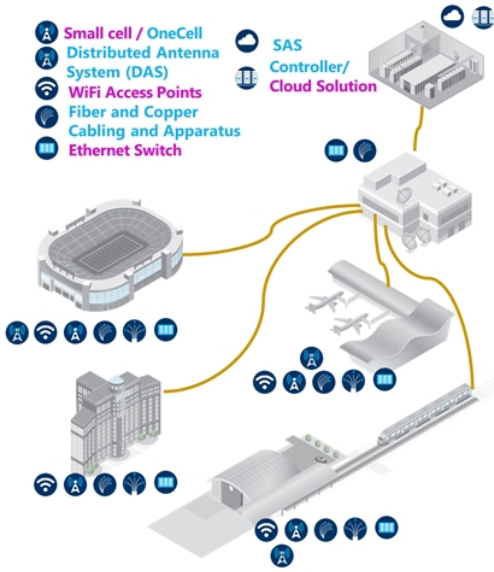 Small cell / OneCell
Distributed Antenna
System (DAS)
WiFi Access Points
Fiber and Copper
Cabling and Apparatus
Ethernet Switch
SAS
Controller/
Cloud Solution